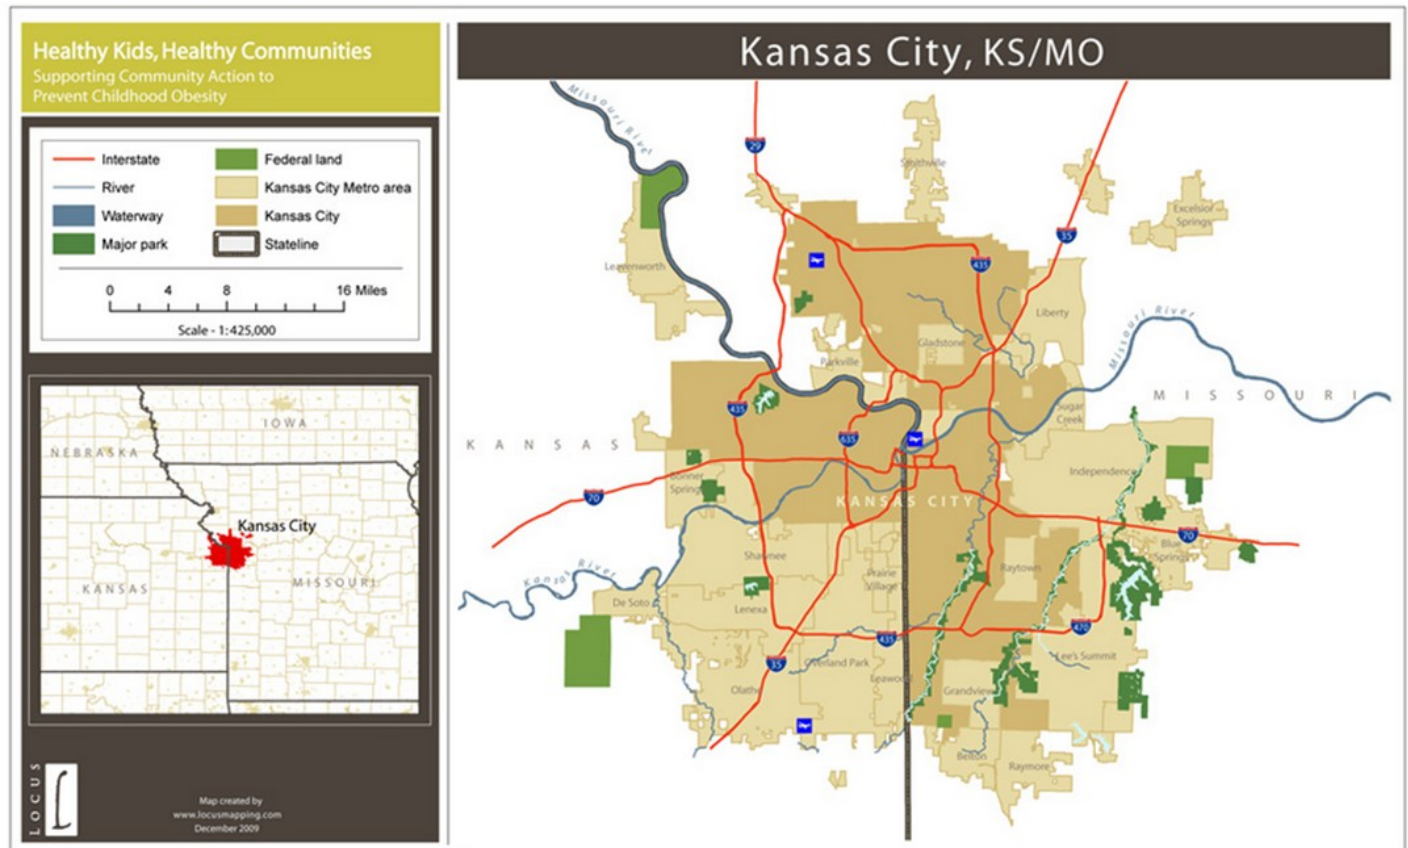 Healthy Kids, Healthy Communities
Supporting Community Action to
Prevent Childhood Obesity
Interstate
River
Waterway
Major park
Federal land
Kansas City Metro area
Kansas City
Stateline
0 4 8 16 Miles
Scale - 1:425,000
IOWA
NEBRASKA
Kansas City
KANSAS
MISSOURI
LOCUS
Map created by
www.locusmapping.com
December 2009
Kansas City, KS/MO
Missouri River
29
Smithville
Excelsior
Springs
35
435
Leavenworth
Liberty
Missouri River
Gladstone
Parkville
MISSOURI
435
Sugar
Creek
635
KANSAS
Independence
Bonner
Springs
70
KANSAS CITY
70
Blue
Springs
Shawnee
Prairie
Village
Raytown
Kansas River
De Soto
Lenexa
435
470
Lee's Summit
35
Overland Park
Leawood
Olathe
Grandview
Belton
Raymore